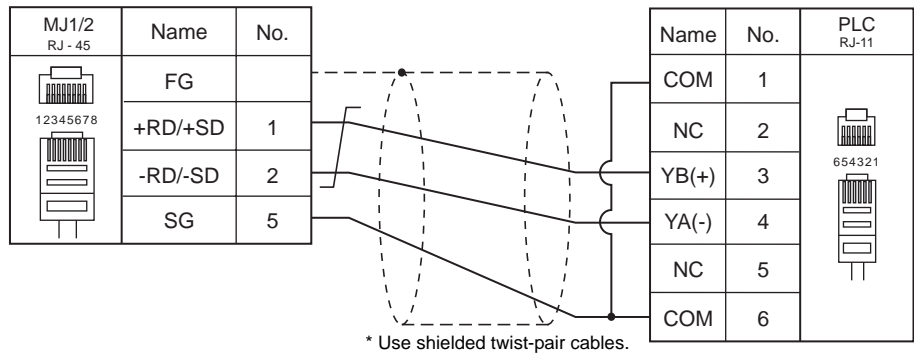 MJ1/2
RJ - 45
Name
No.
FG
+RD/+SD
1
-RD/-SD
2
SG
5
12345678
Name
No.
PLC
RJ-11
COM
1
NC
2
YB(+)
3
YA(-)
4
NC
5
COM
6
654321
* Use shielded twist-pair cables.